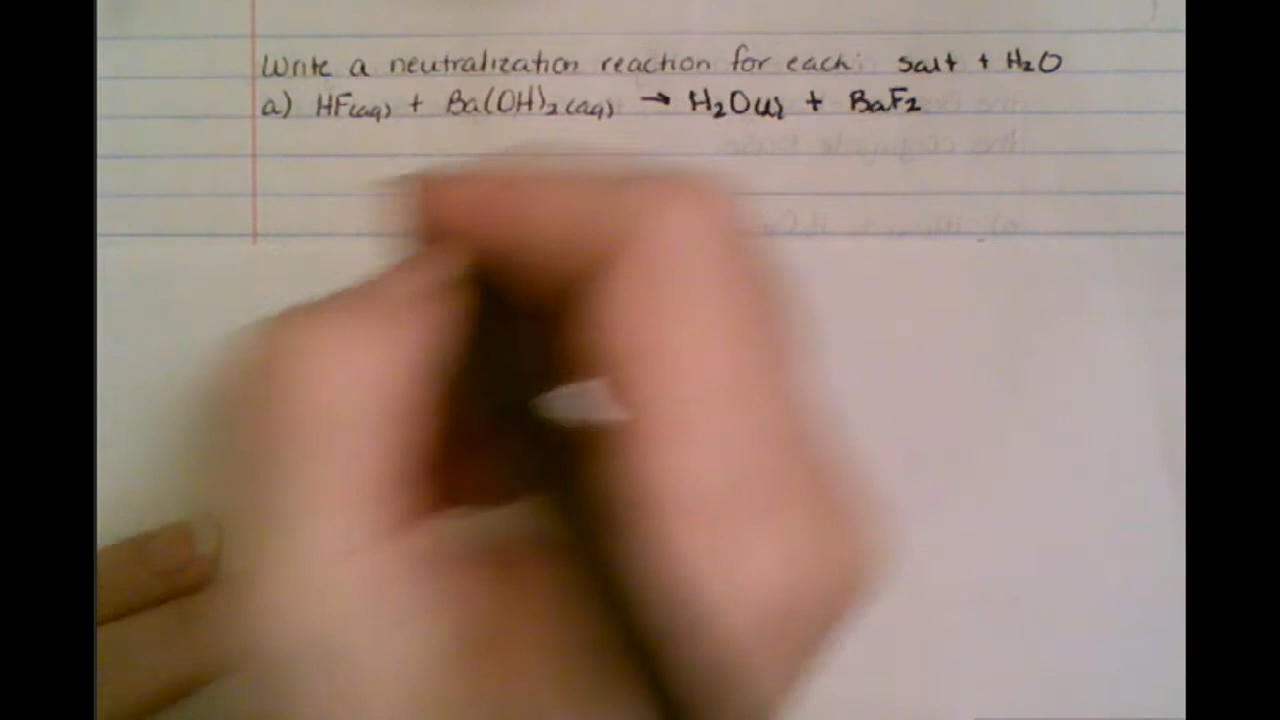 Write a neutralization reaction for each: salt + H₂O
a) HF(aq) + Ba(OH)₂(aq) → H₂O(l) + BaF₂